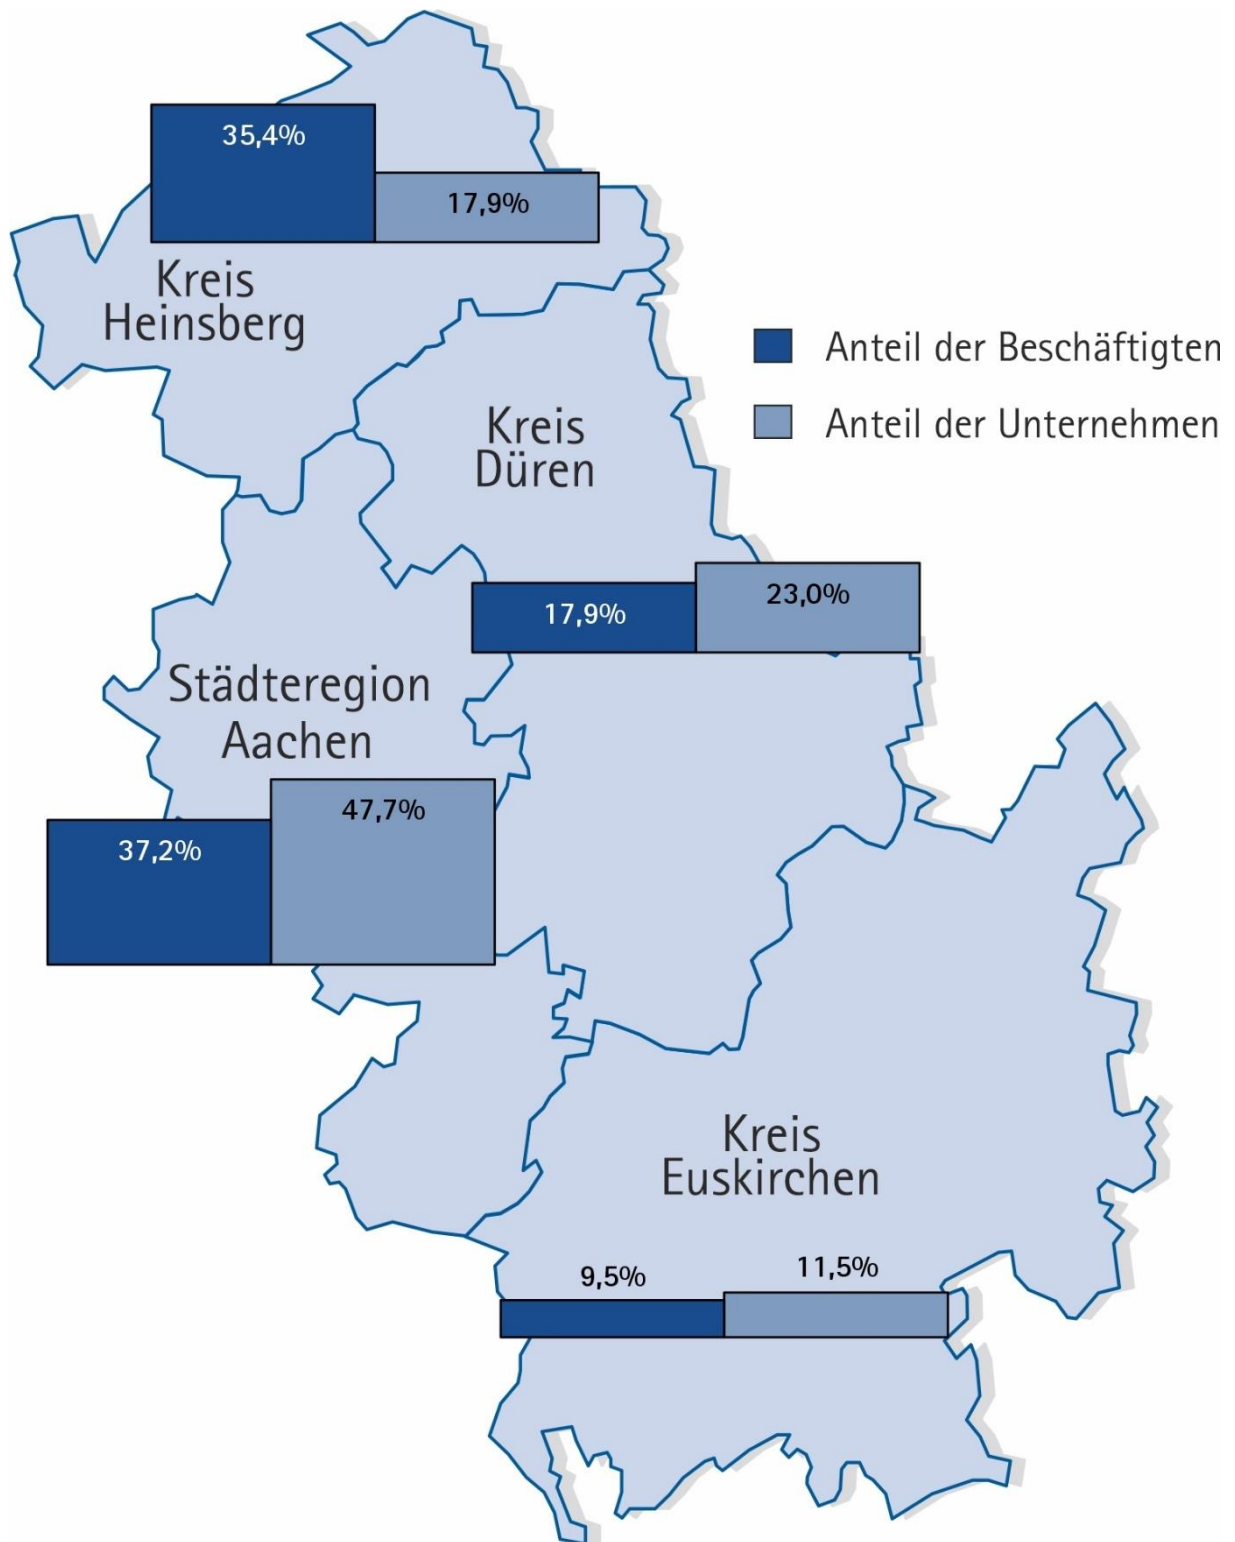 35,4%
17,9%
Kreis
Heinsberg
Anteil der Beschäftigten
Anteil der Unternehmen
Kreis
Düren
17,9%
23,0%
Städteregion
Aachen
37,2%
47,7%
Kreis
Euskirchen
9,5%
11,5%